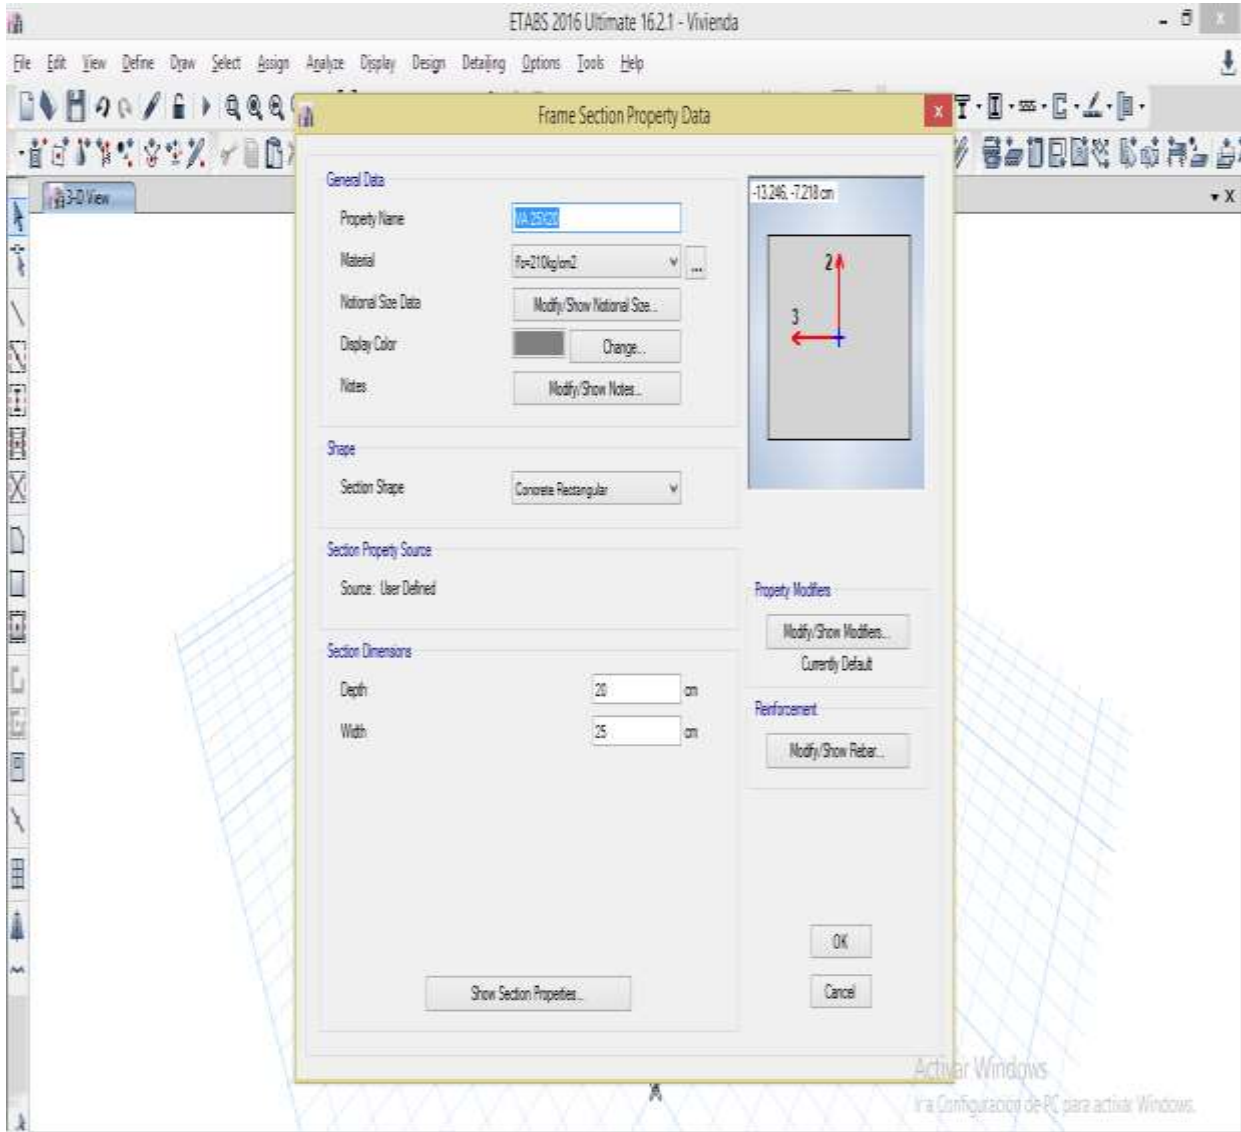 ETABS 2016 Ultimate 16.2.1 - Vivienda
File Edit View Define Draw Select Assign Analyze Display Design Detailing Options Tools Help
Frame Section Property Data
3-D View
General Data
Property Name VA 25X20
Material f'c=210kg/cm2 ...
Notional Size Data Modify/Show Notional Size...
Display Color Change...
Notes Modify/Show Notes...
-13.246, -7.218 cm
2
3
Shape
Section Shape Concrete Rectangular
Section Property Source
Source: User Defined
Property Modifiers
Modify/Show Modifiers...
Currently Default
Section Dimensions
Depth 20 cm
Width 25 cm
Reinforcement
Modify/Show Rebar...
OK
Show Section Properties...
Cancel
Activar Windows
Ir a Configuración de PC para activar Windows.